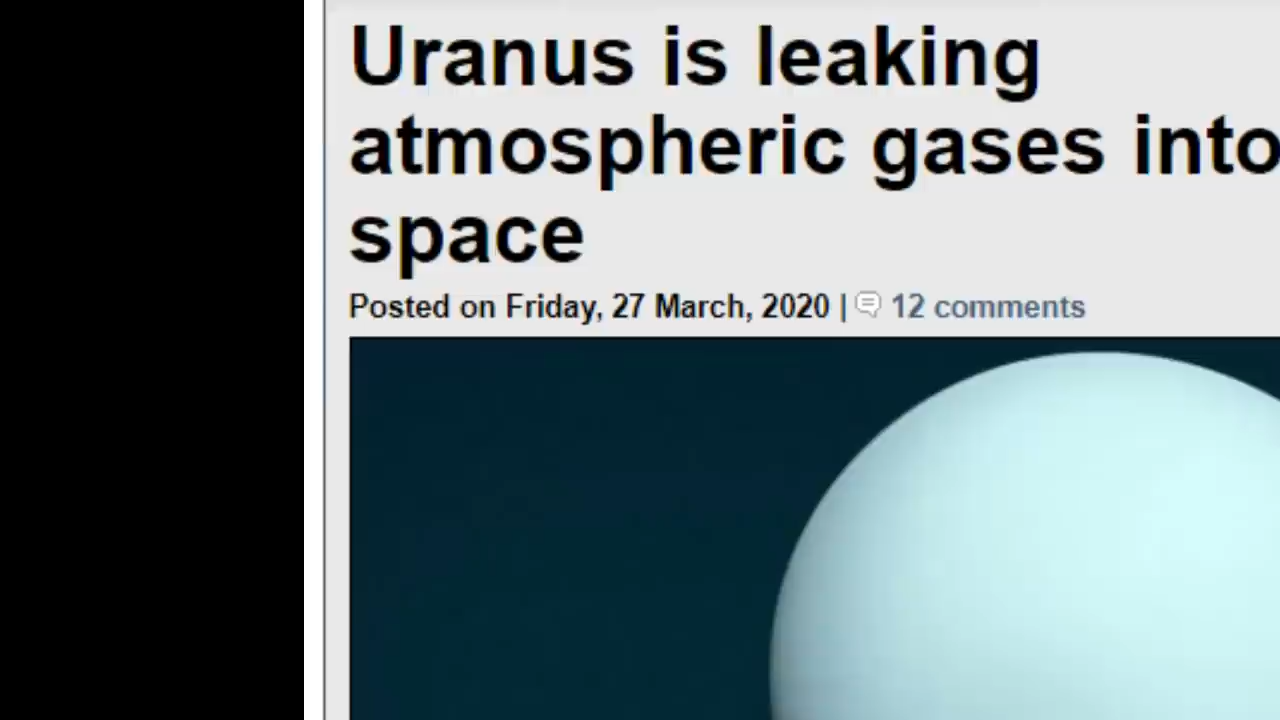 Uranus is leaking
atmospheric gases into
space
Posted on Friday, 27 March, 2020 | 12 comments